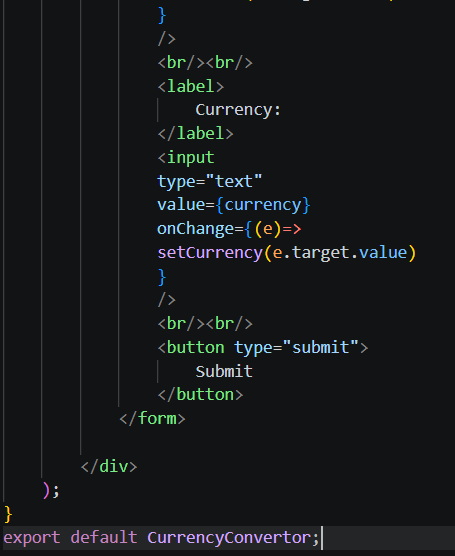 }
/>
<br/><br/>
<label>
Currency:
</label>
<input
type="text"
value={currency}
onChange={(e)=>
setCurrency(e.target.value)
}
/>
<br/><br/>
<button type="submit">
Submit
</button>
</form>
</div>
);
}
export default CurrencyConvertor;